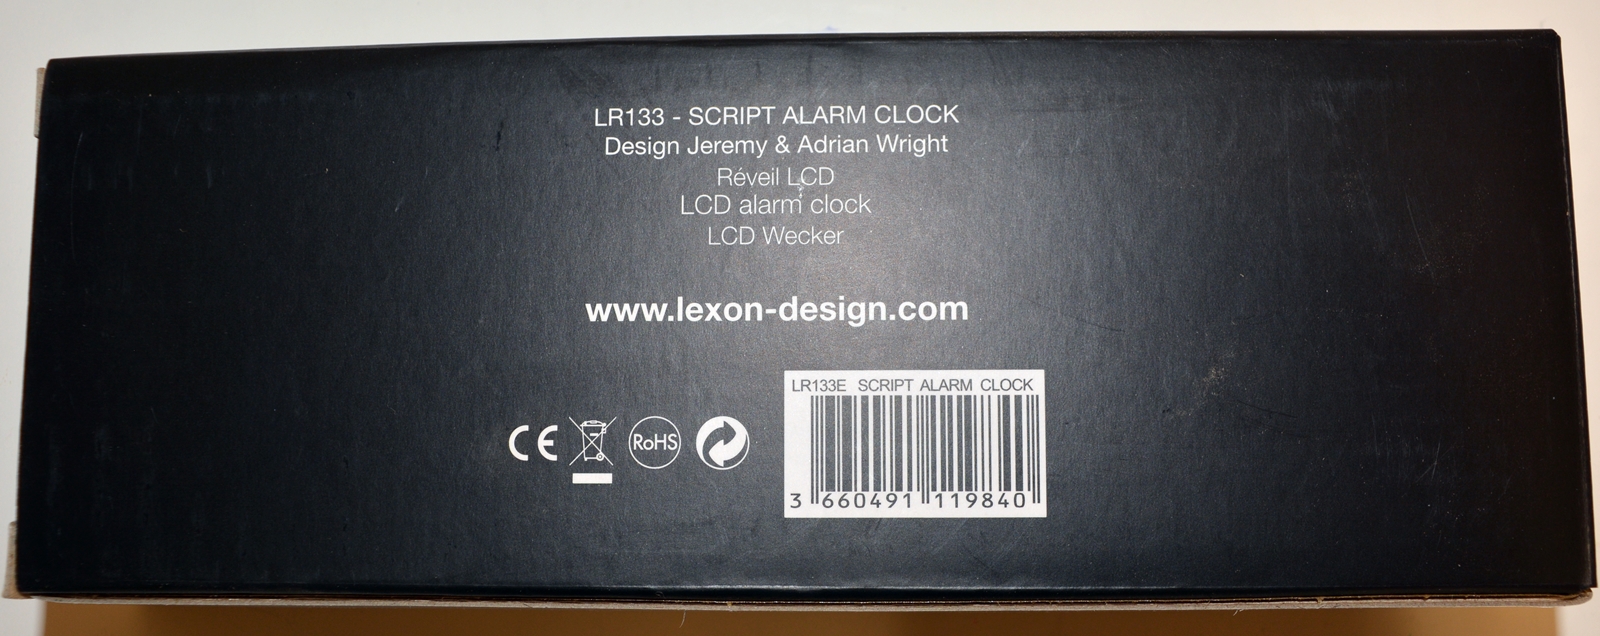 LR133 - SCRIPT ALARM CLOCK
Design Jeremy & Adrian Wright
Réveil LCD
LCD alarm clock
LCD Wecker
www.lexon-design.com
CE
RoHS
LR133E SCRIPT ALARM CLOCK
3 660491 119840